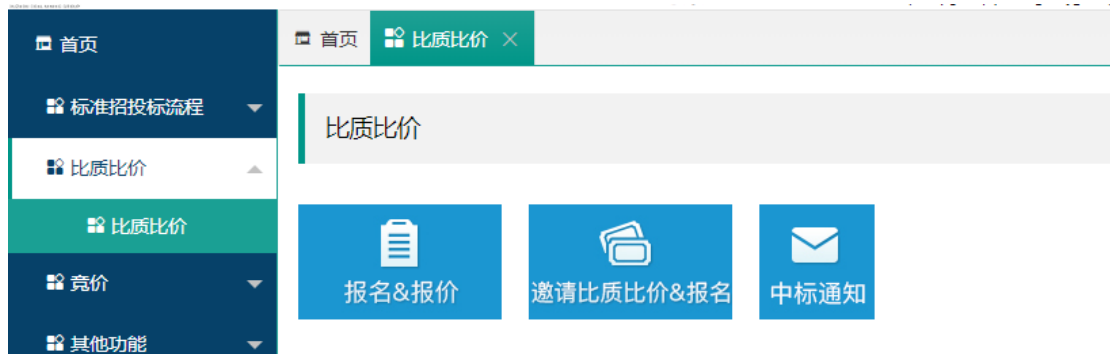 首页
标准招投标流程
比质比价
比质比价
竞价
其他功能
首页 比质比价
比质比价
报名&报价
邀请比质比价&报名
中标通知